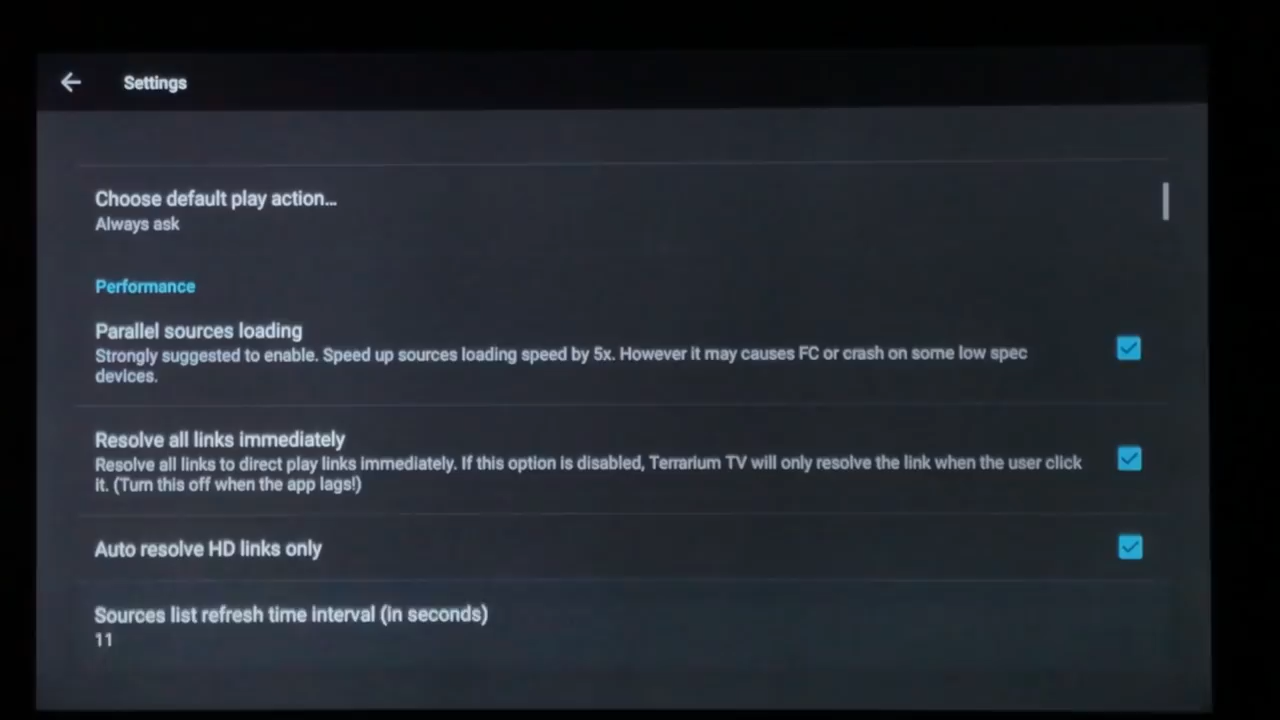 Settings
Choose default play action...
Always ask
Performance
Parallel sources loading
Strongly suggested to enable. Speed up sources loading speed by 5x. However it may causes FC or crash on some low spec
devices.
Resolve all links immediately
Resolve all links to direct play links immediately. If this option is disabled, Terrarium TV will only resolve the link when the user click
it. (Turn this off when the app lags!)
Auto resolve HD links only
Sources list refresh time interval (in seconds)
11